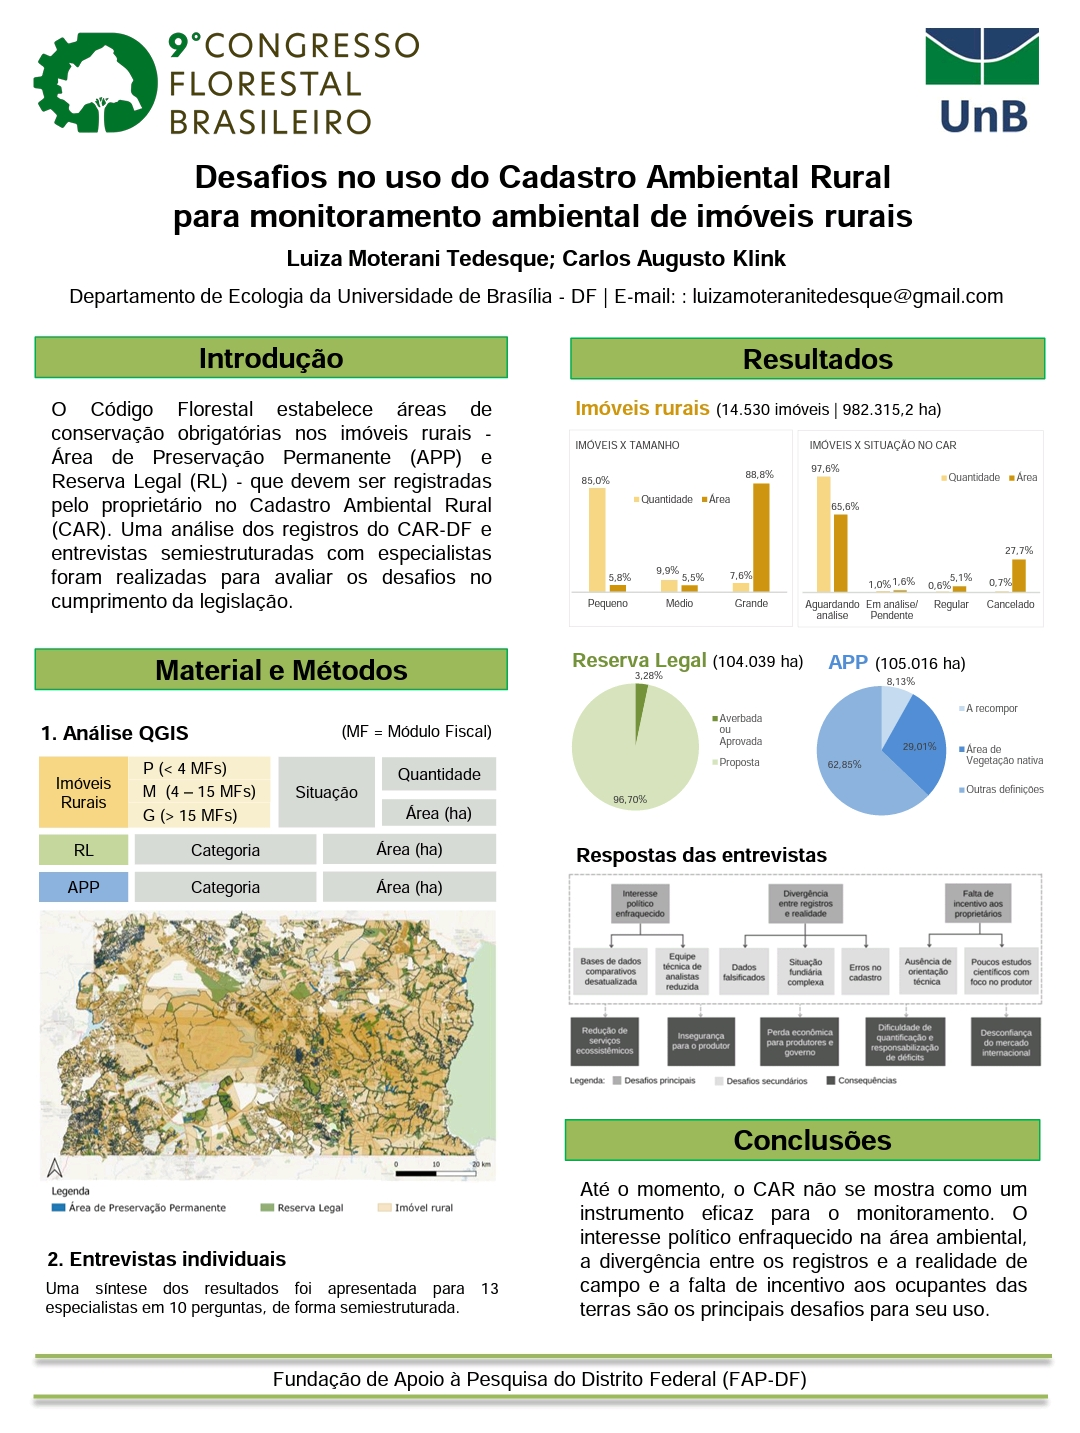 9°CONGRESSO
FLORESTAL
BRASILEIRO
UnB
Desafios no uso do Cadastro Ambiental Rural
para monitoramento ambiental de imóveis rurais
Luiza Moterani Tedesque; Carlos Augusto Klink
Departamento de Ecologia da Universidade de Brasília - DF | E-mail: : luizamoteranitedesque@gmail.com
Introdução
O Código Florestal estabelece áreas de
conservação obrigatórias nos imóveis rurais -
Área de Preservação Permanente (APP) e
Reserva Legal (RL) - que devem ser registradas
pelo proprietário no Cadastro Ambiental Rural
(CAR). Uma análise dos registros do CAR-DF e
entrevistas semiestruturadas com especialistas
foram realizadas para avaliar os desafios no
cumprimento da legislação.
Material e Métodos
1. Análise QGIS (MF = Módulo Fiscal)
Imóveis
Rurais
P (< 4 MFs)
M (4 – 15 MFs)
G (> 15 MFs)
Situação
Quantidade
Área (ha)
RL Categoria Área (ha)
APP Categoria Área (ha)
0 10 20 km
Legenda
Área de Preservação Permanente Reserva Legal Imóvel rural
2. Entrevistas individuais
Uma síntese dos resultados foi apresentada para 13
especialistas em 10 perguntas, de forma semiestruturada.
Resultados
Imóveis rurais (14.530 imóveis | 982.315,2 ha)
IMÓVEIS X TAMANHO
Quantidade Área
85,0% 5,8% 9,9% 5,5% 7,6% 88,8%
Pequeno Médio Grande
IMÓVEIS X SITUAÇÃO NO CAR
Quantidade Área
97,6% 65,6% 1,0% 1,6% 0,6% 5,1% 0,7% 27,7%
Aguardando
análise
Em análise/
Pendente
Regular
Cancelado
Reserva Legal (104.039 ha)
3,28%
96,70%
Averbada
ou
Aprovada
Proposta
APP (105.016 ha)
8,13%
29,01%
62,85%
A recompor
Área de
Vegetação nativa
Outras definições
Respostas das entrevistas
Interesse
político
enfraquecido
Divergência
entre registros
e realidade
Falta de
incentivo aos
proprietários
Bases de dados
comparativos
desatualizada
Equipe
técnica de
analistas
reduzida
Dados
falsificados
Situação
fundiária
complexa
Erros no
cadastro
Ausência de
orientação
técnica
Poucos estudos
científicos com
foco no produtor
Redução de
serviços
ecossistêmicos
Insegurança
para o produtor
Perda econômica
para produtores e
governo
Dificuldade de
quantificação e
responsabilização
de déficits
Desconfiança
do mercado
internacional
Legenda: Desafios principais Desafios secundários Consequências
Conclusões
Até o momento, o CAR não se mostra como um
instrumento eficaz para o monitoramento. O
interesse político enfraquecido na área ambiental,
a divergência entre os registros e a realidade de
campo e a falta de incentivo aos ocupantes das
terras são os principais desafios para seu uso.
Fundação de Apoio à Pesquisa do Distrito Federal (FAP-DF)